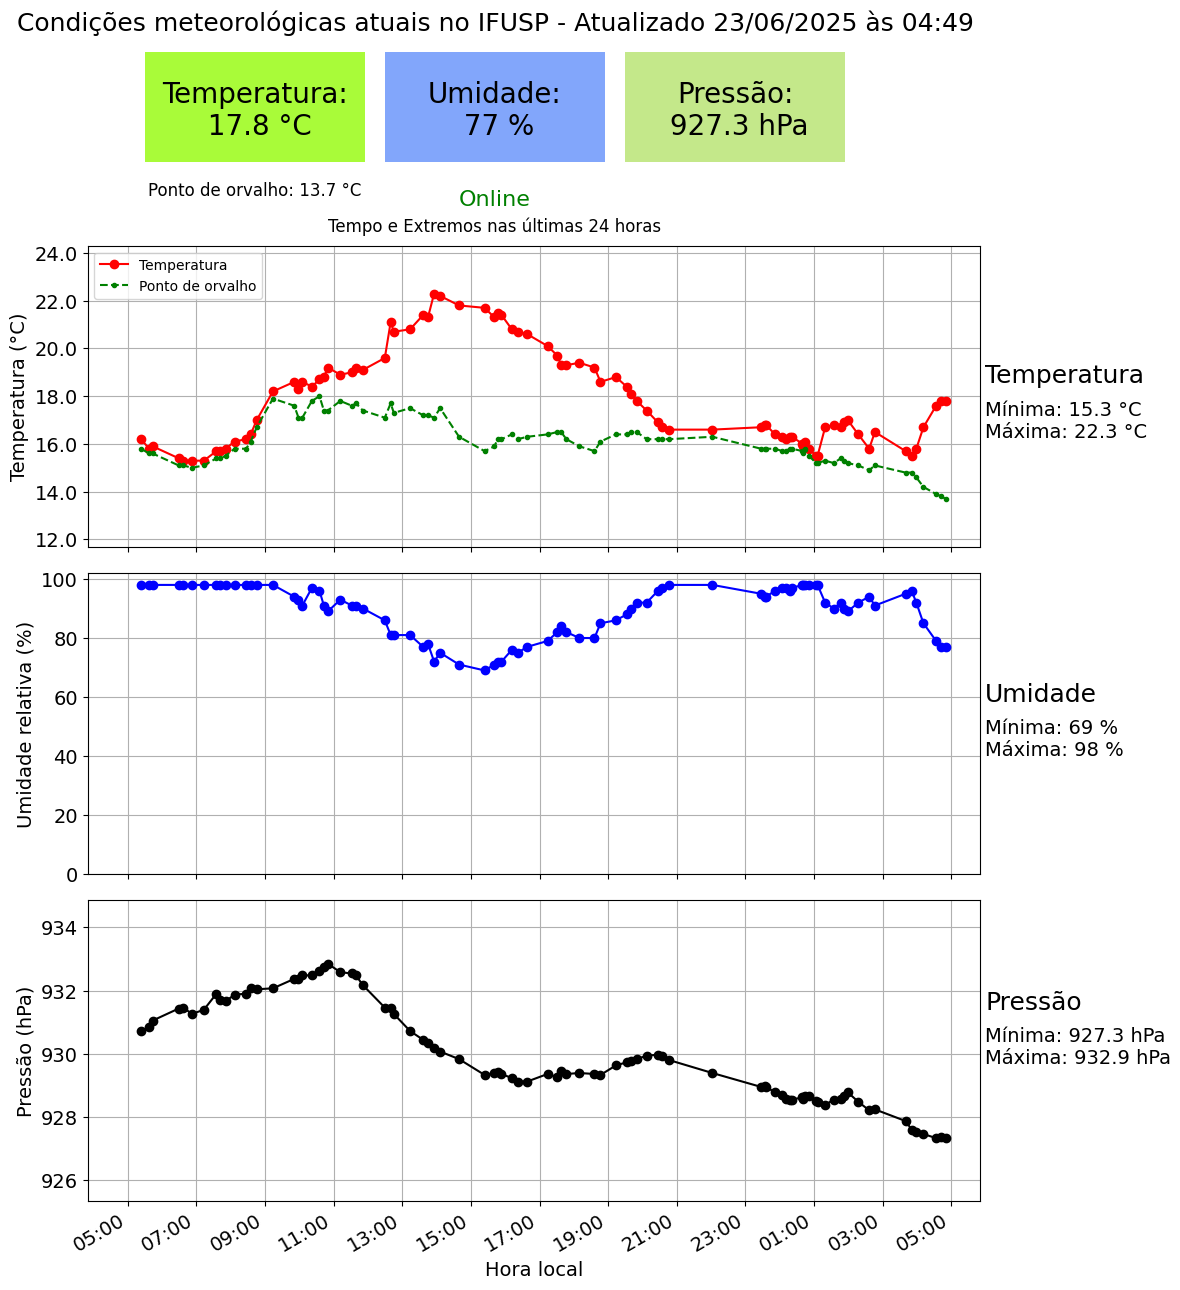 Condições meteorológicas atuais no IFUSP - Atualizado 23/06/2025 às 04:49
Temperatura:
17.8 °C
Umidade:
77 %
Pressão:
927.3 hPa
Ponto de orvalho: 13.7 °C
Online
Tempo e Extremos nas últimas 24 horas
24.0
22.0
20.0
18.0
16.0
14.0
12.0
Temperatura (°C)
Temperatura
Ponto de orvalho
Temperatura
Mínima: 15.3 °C
Máxima: 22.3 °C
100
80
60
40
20
0
Umidade relativa (%)
Umidade
Mínima: 69 %
Máxima: 98 %
934
932
930
928
926
Pressão (hPa)
Pressão
Mínima: 927.3 hPa
Máxima: 932.9 hPa
05:00
07:00
09:00
11:00
13:00
15:00
17:00
19:00
21:00
23:00
01:00
03:00
05:00
Hora local